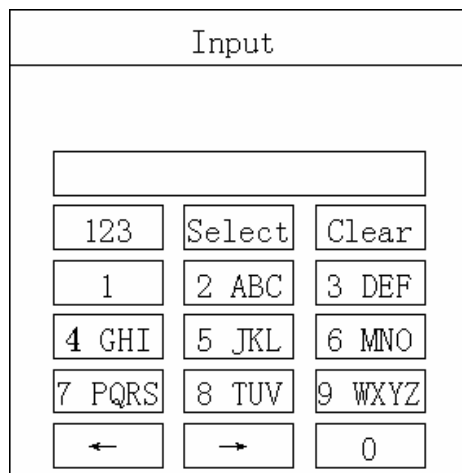 Input
123 Select Clear
1 2 ABC 3 DEF
4 GHI 5 JKL 6 MNO
7 PQRS 8 TUV 9 WXYZ
← → 0